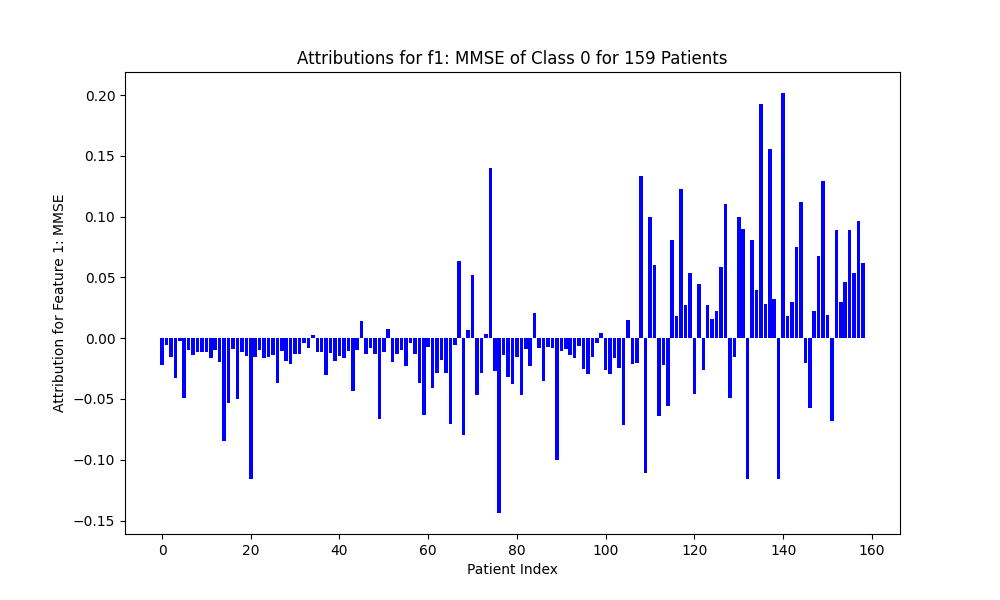 Attributions for f1: MMSE of Class 0 for 159 Patients
Attribution for Feature 1: MMSE
0.20
0.15
0.10
0.05
0.00
−0.05
−0.10
−0.15
0 20 40 60 80 100 120 140 160
Patient Index